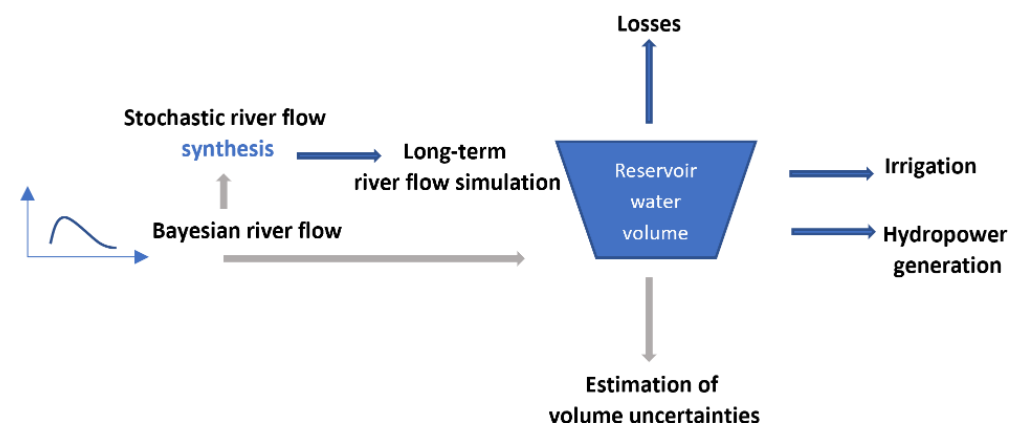 Losses
Stochastic river flow
synthesis
Long-term
river flow simulation
Bayesian river flow
Reservoir
water
volume
Irrigation
Hydropower
generation
Estimation of
volume uncertainties